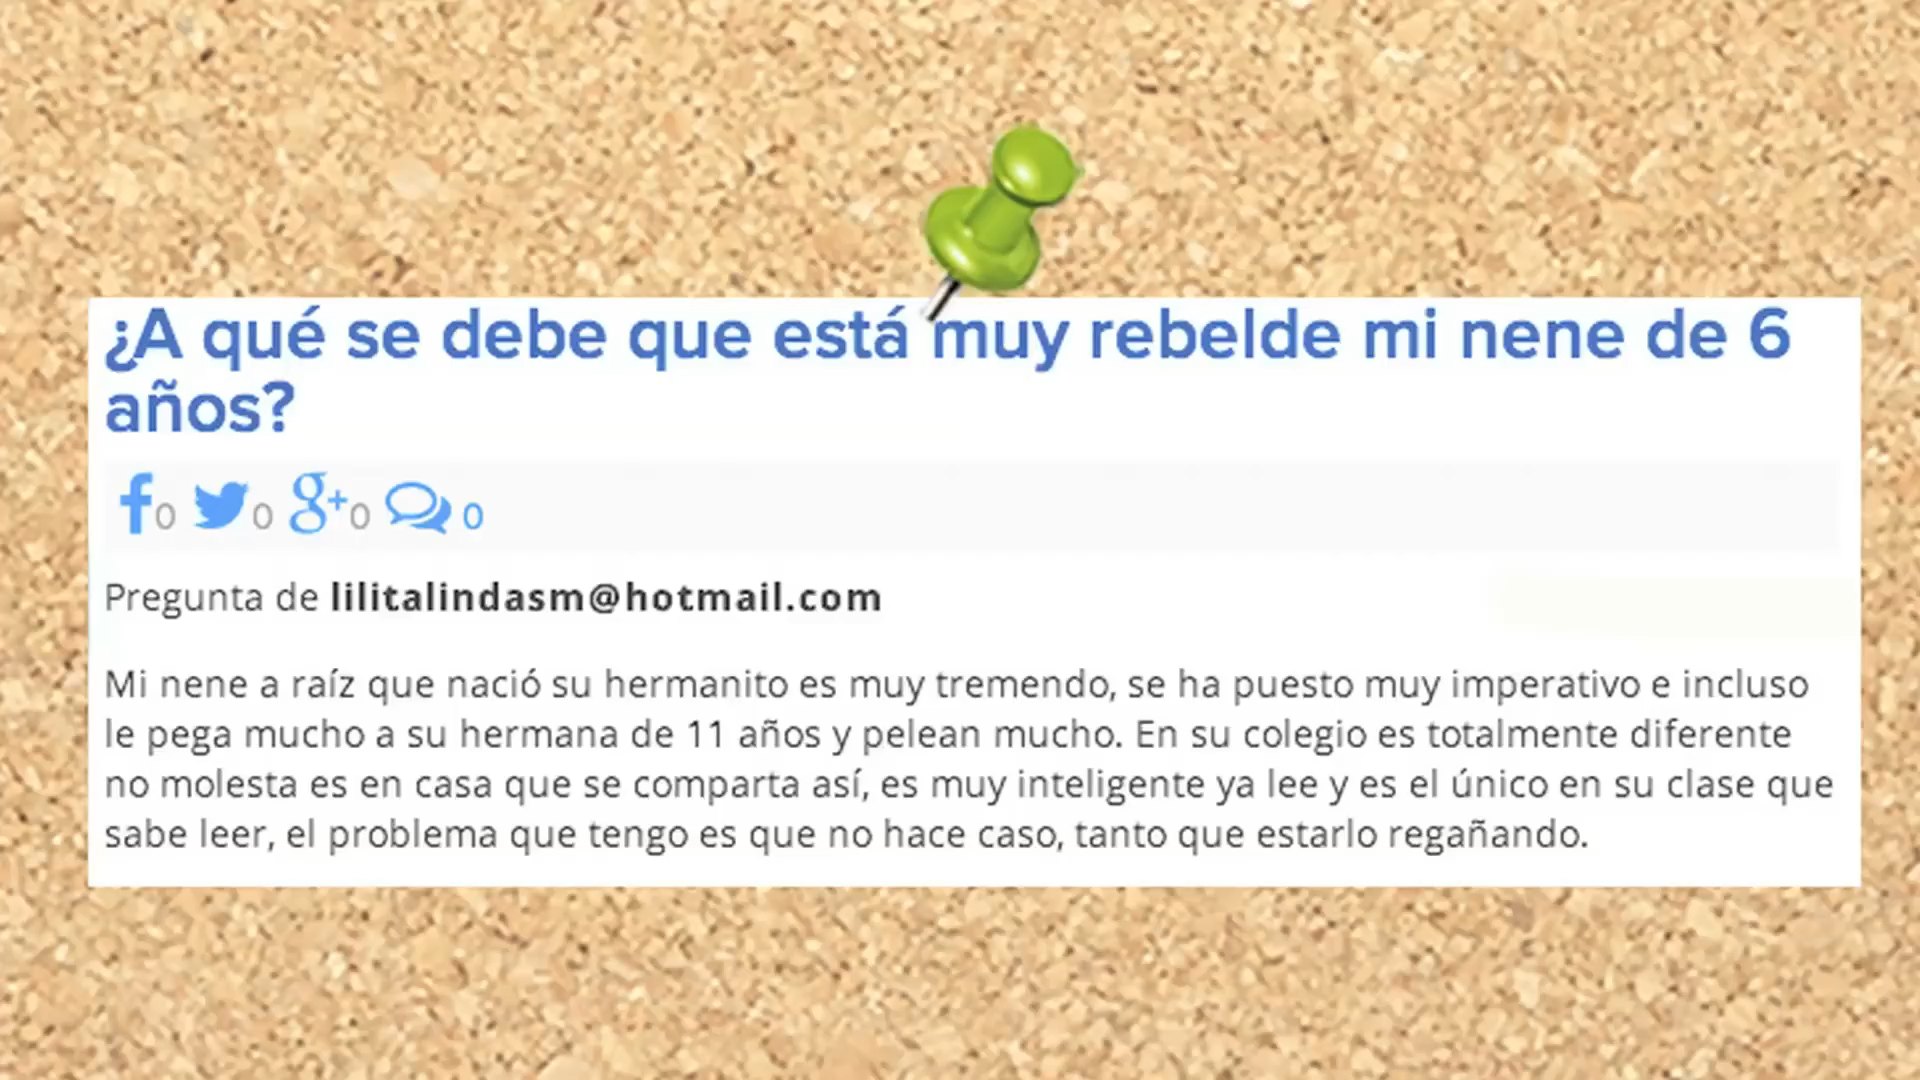 ¿A qué se debe que está muy rebelde mi nene de 6
años?
f0 0 g+0 0
Pregunta de lilitalindasm@hotmail.com
Mi nene a raíz que nació su hermanito es muy tremendo, se ha puesto muy imperativo e incluso
le pega mucho a su hermana de 11 años y pelean mucho. En su colegio es totalmente diferente
no molesta es en casa que se comparta así, es muy inteligente ya lee y es el único en su clase que
sabe leer, el problema que tengo es que no hace caso, tanto que estarlo regañando.